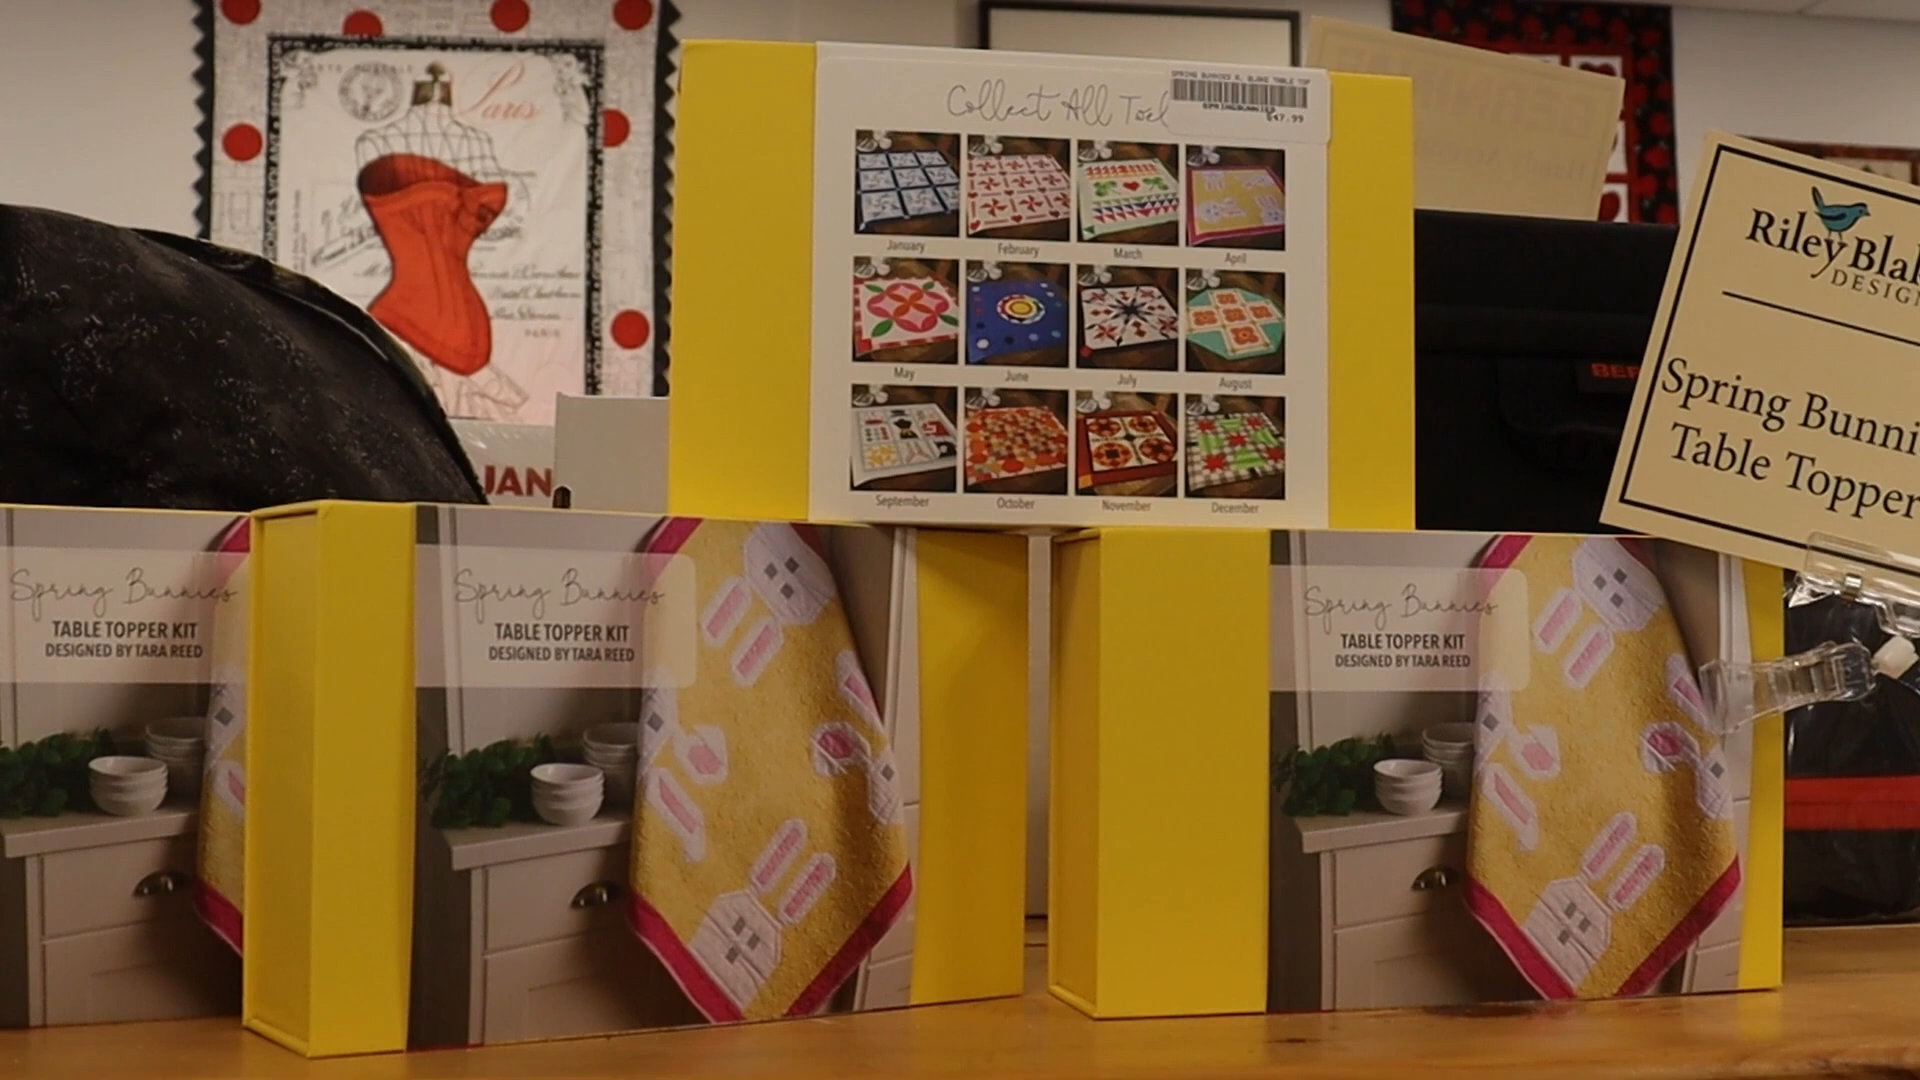 Paris
Collect All Twel
SPRING BUNNIES R. BLAKE TABLE TOP
SPRINGBUNNIES
$47.99
January
February
March
April
May
June
July
August
September
October
November
December
JAN
BER
Riley Blak
DESIGN
Spring Bunni
Table Topper
Spring Bunnies
TABLE TOPPER KIT
DESIGNED BY TARA REED
Spring Bunnies
TABLE TOPPER KIT
DESIGNED BY TARA REED
Spring Bunnies
TABLE TOPPER KIT
DESIGNED BY TARA REED